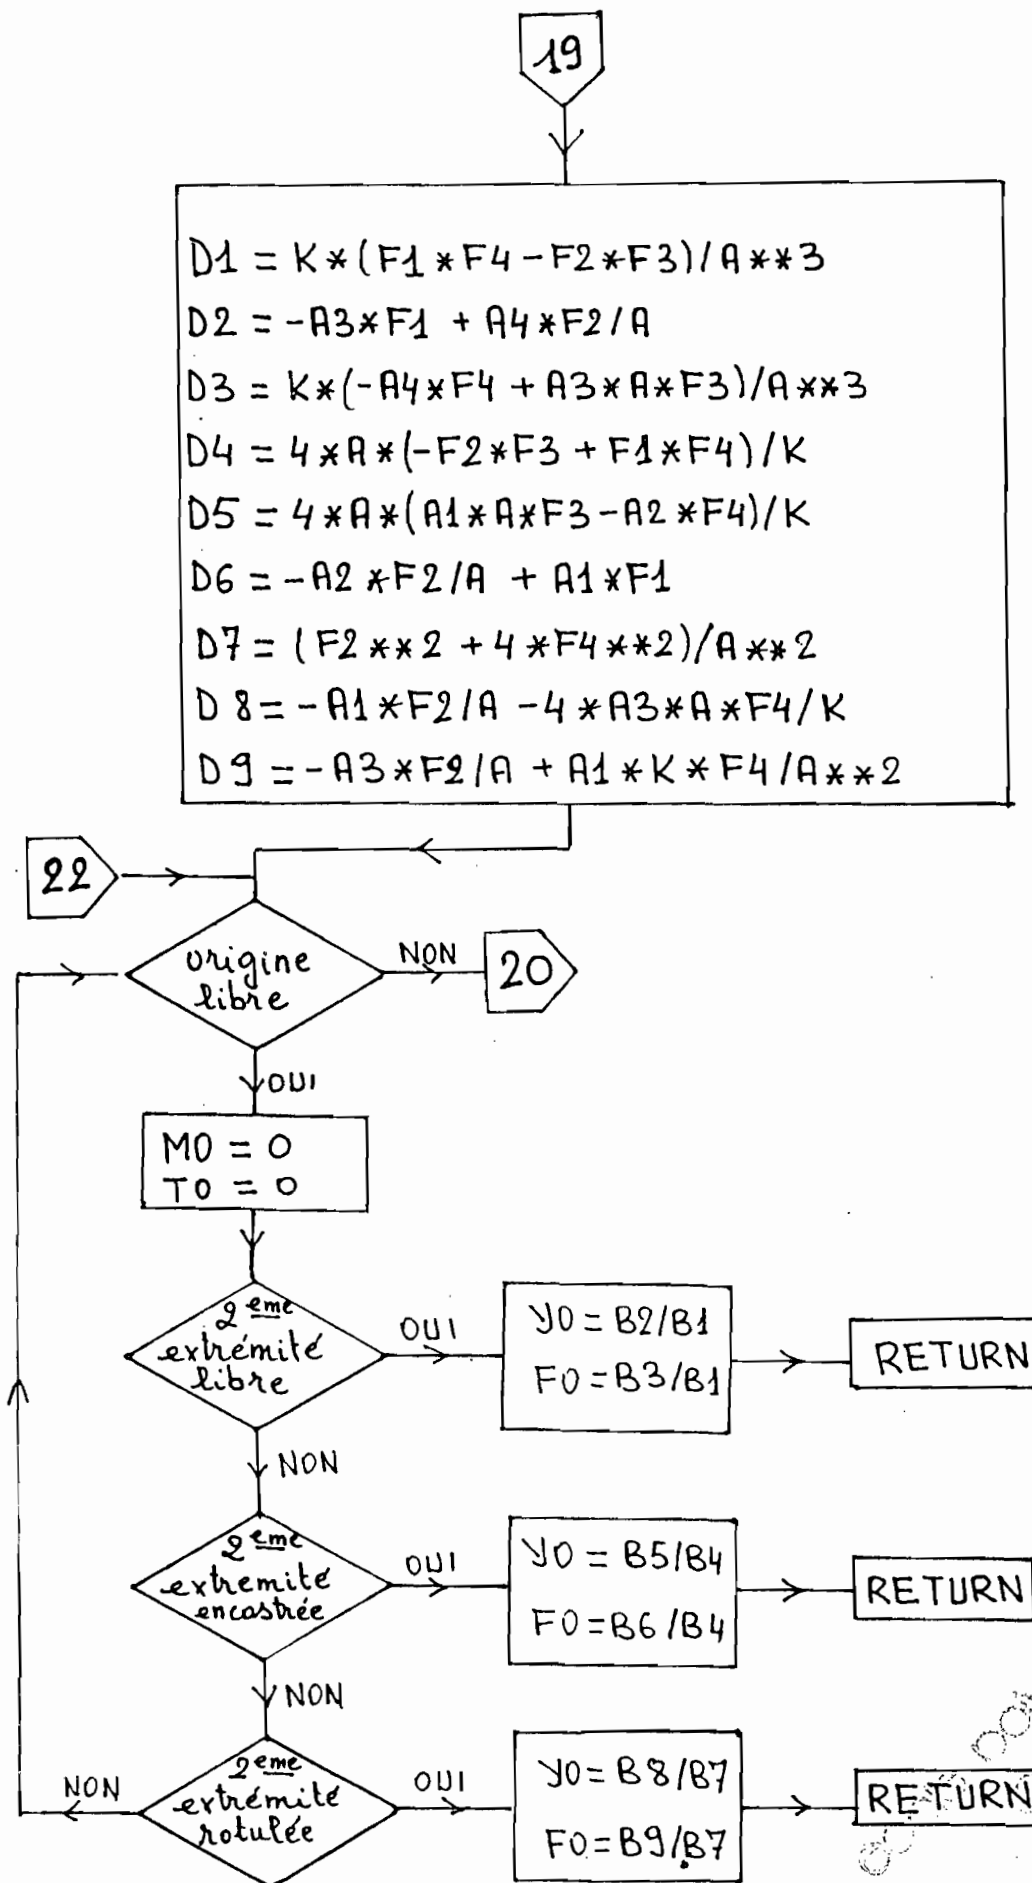 19
D1 = K*(F1*F4-F2*F3)/A**3
D2 = -A3*F1 + A4*F2/A
D3 = K*(-A4*F4 + A3*A*F3)/A**3
D4 = 4*A*(-F2*F3 + F1*F4)/K
D5 = 4*A*(A1*A*F3-A2*F4)/K
D6 = -A2*F2/A + A1*F1
D7 = (F2**2 + 4*F4**2)/A**2
D8 = -A1*F2/A -4*A3*A*F4/K
D9 = -A3*F2/A + A1*K*F4/A**2
22
origine
libre
NON
20
OUI
M0 = 0
T0 = 0
2eme
extrémité
libre
OUI
Y0 = B2/B1
F0 = B3/B1
RETURN
NON
2eme
extremité
encastrée
OUI
Y0 = B5/B4
F0 = B6/B4
RETURN
NON
2eme
extrémité
rotulée
NON
OUI
Y0 = B8/B7
F0 = B9/B7
RETURN